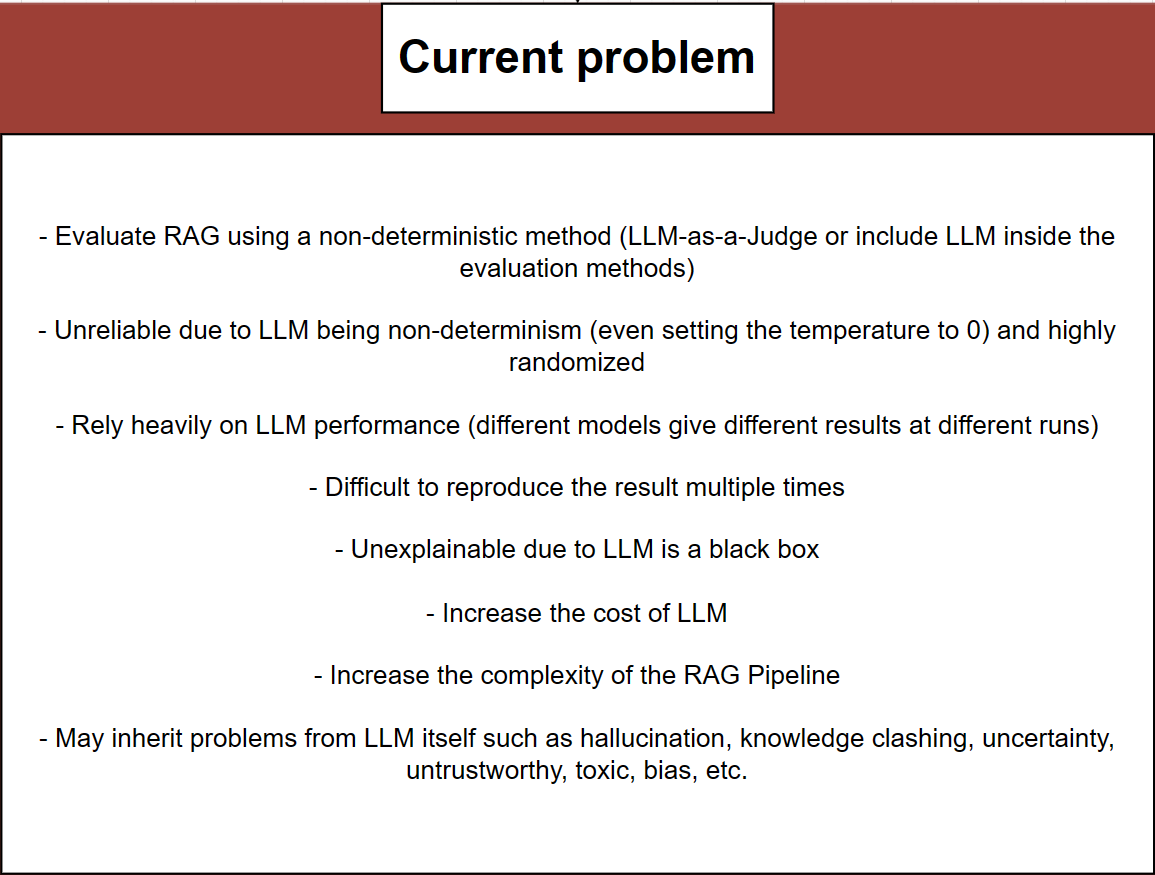 Current problem
- Evaluate RAG using a non-deterministic method (LLM-as-a-Judge or include LLM inside the
evaluation methods)
- Unreliable due to LLM being non-determinism (even setting the temperature to 0) and highly
randomized
- Rely heavily on LLM performance (different models give different results at different runs)
- Difficult to reproduce the result multiple times
- Unexplainable due to LLM is a black box
- Increase the cost of LLM
- Increase the complexity of the RAG Pipeline
- May inherit problems from LLM itself such as hallucination, knowledge clashing, uncertainty,
untrustworthy, toxic, bias, etc.